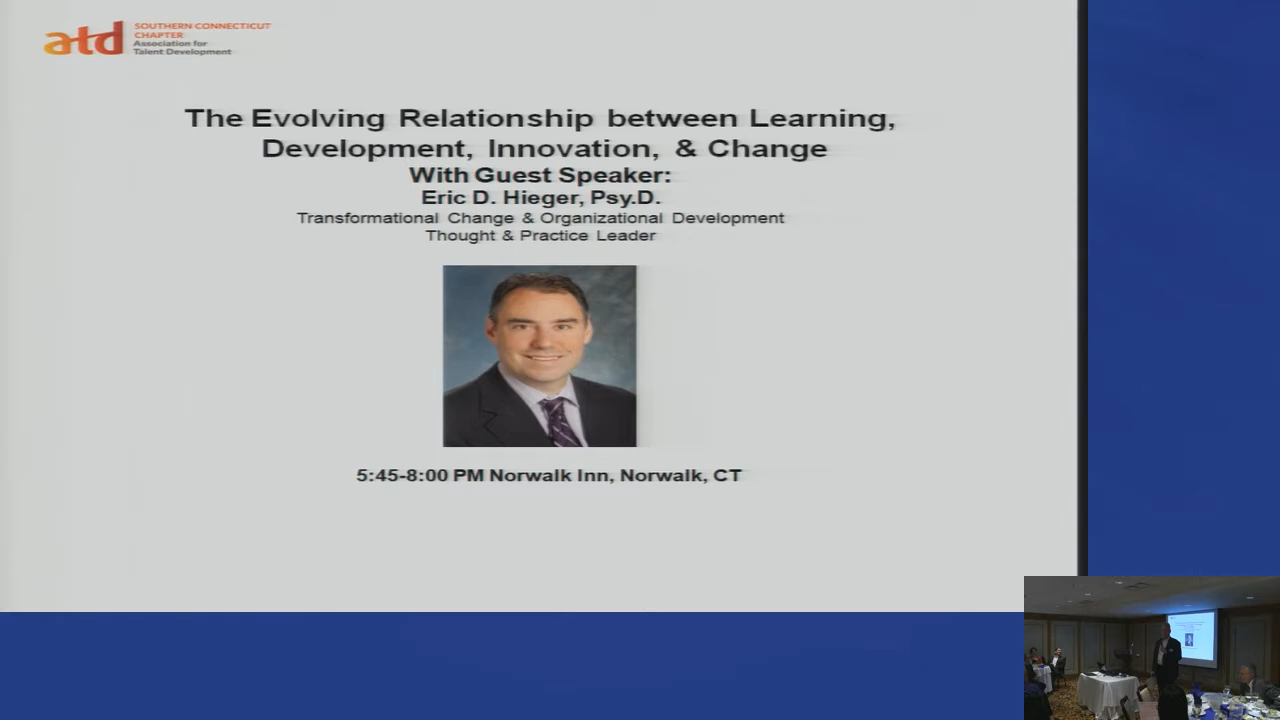 atd
SOUTHERN CONNECTICUT
CHAPTER
Association for
Talent Development
The Evolving Relationship between Learning,
Development, Innovation, & Change
With Guest Speaker:
Eric D. Hieger, Psy.D.
Transformational Change & Organizational Development
Thought & Practice Leader
5:45-8:00 PM Norwalk Inn, Norwalk, CT